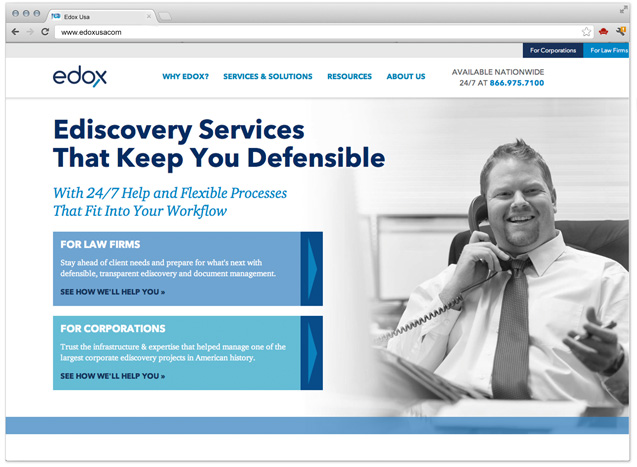 Edox Usa
www.edoxusacom
For Corporations
For Law Firms
edox
WHY EDOX?
SERVICES & SOLUTIONS
RESOURCES
ABOUT US
AVAILABLE NATIONWIDE
24/7 AT 866.975.7100
Ediscovery Services
That Keep You Defensible
With 24/7 Help and Flexible Processes
That Fit Into Your Workflow
FOR LAW FIRMS
Stay ahead of client needs and prepare for what's next with
defensible, transparent ediscovery and document management.
SEE HOW WE'LL HELP YOU »
FOR CORPORATIONS
Trust the infrastructure & expertise that helped manage one of the
largest corporate ediscovery projects in American history.
SEE HOW WE'LL HELP YOU »